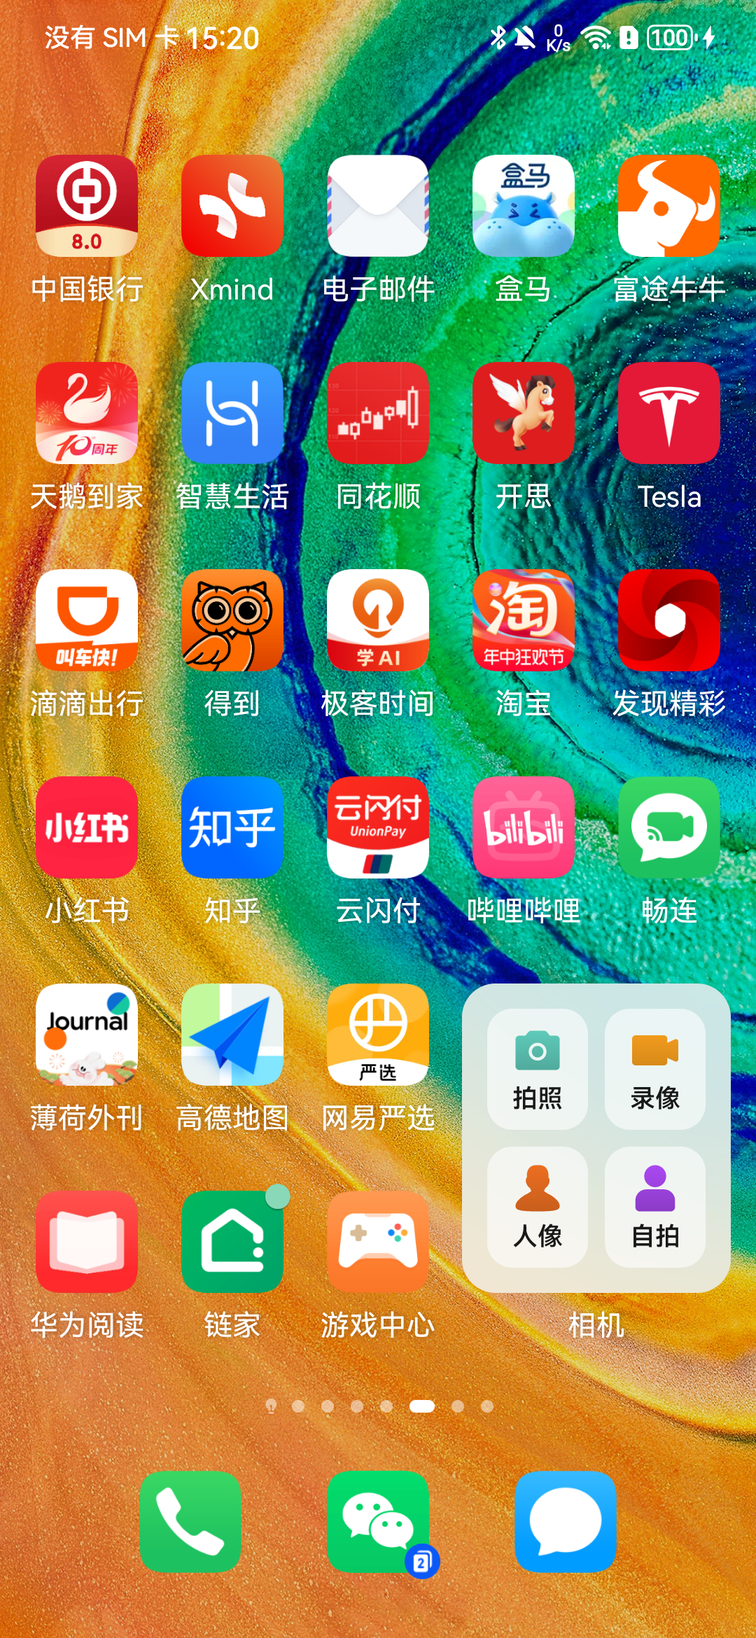 没有 SIM 卡 15:20 0 K/s 100
8.0 盒马
中国银行 Xmind 电子邮件 盒马 富途牛牛
10周年
天鹅到家 智慧生活 同花顺 开思 Tesla
叫车快! 学AI 淘 年中狂欢节
滴滴出行 得到 极客时间 淘宝 发现精彩
小红书 知乎 云闪付 UnionPay bilibili
小红书 知乎 云闪付 哔哩哔哩 畅连
Journal 严选
拍照 录像
薄荷外刊 高德地图 网易严选
人像 自拍
华为阅读 链家 游戏中心 相机
2